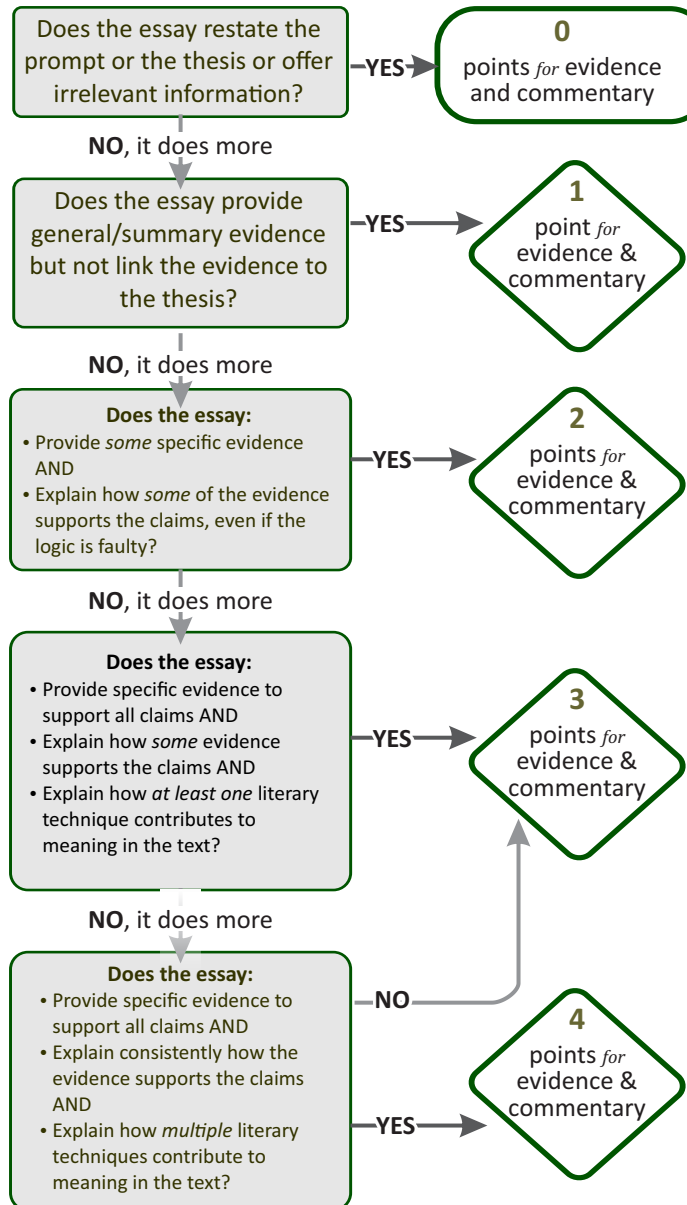 Does the essay restate the
prompt or the thesis or offer
irrelevant information?
YES
0
points for evidence
and commentary
NO, it does more
Does the essay provide
general/summary evidence
but not link the evidence to
the thesis?
YES
1
point for
evidence &
commentary
NO, it does more
Does the essay:
• Provide some specific evidence
AND
• Explain how some of the evidence
supports the claims, even if the
logic is faulty?
YES
2
points for
evidence &
commentary
NO, it does more
Does the essay:
• Provide specific evidence to
support all claims AND
• Explain how some evidence
supports the claims AND
• Explain how at least one literary
technique contributes to
meaning in the text?
YES
3
points for
evidence &
commentary
NO, it does more
Does the essay:
• Provide specific evidence to
support all claims AND
• Explain consistently how the
evidence supports the claims
AND
• Explain how multiple literary
techniques contribute to
meaning in the text?
NO
YES
4
points for
evidence &
commentary